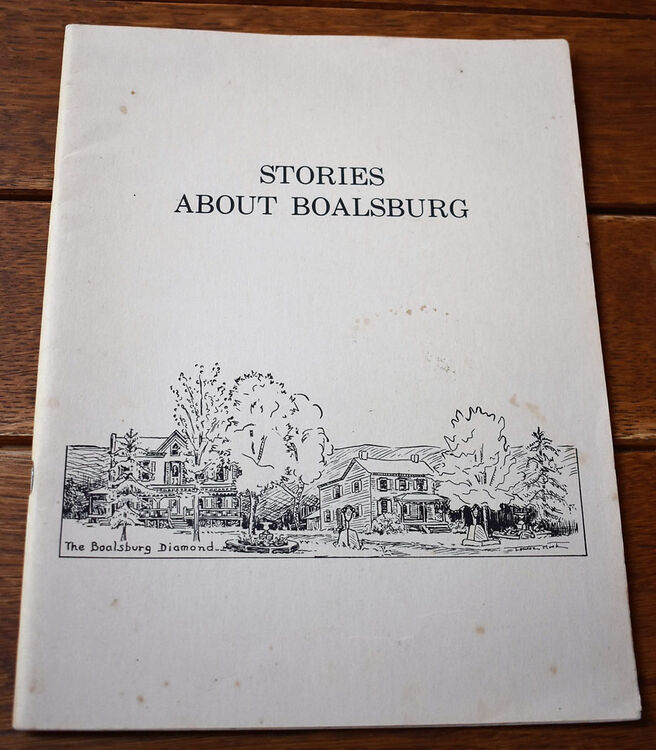 STORIES
ABOUT BOALSBURG
The Boalsburg Diamond